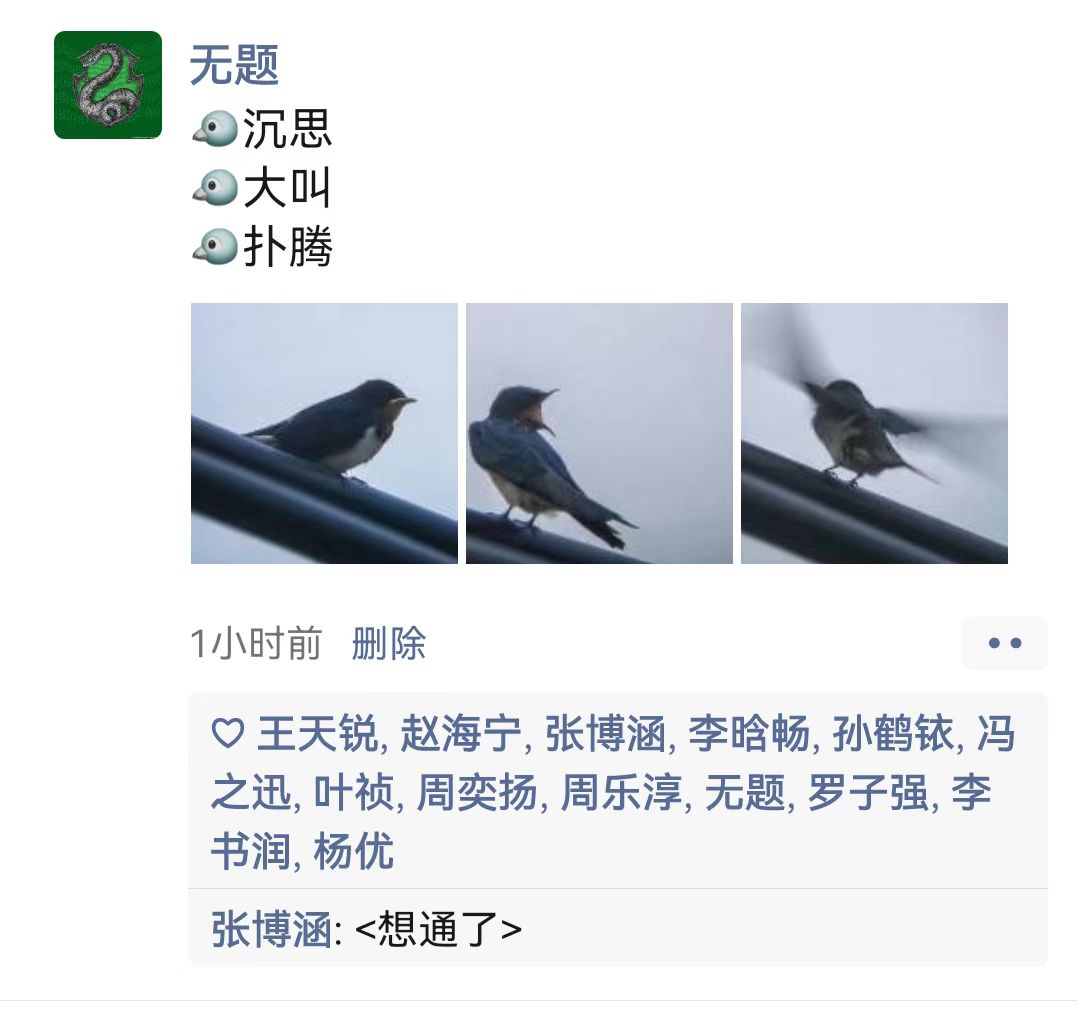 无题
沉思
大叫
扑腾
1小时前 删除
王天锐, 赵海宁, 张博涵, 李晗畅, 孙鹤铱, 冯
之迅, 叶祯, 周奕扬, 周乐淳, 无题, 罗子强, 李
书润, 杨优
张博涵: <想通了>